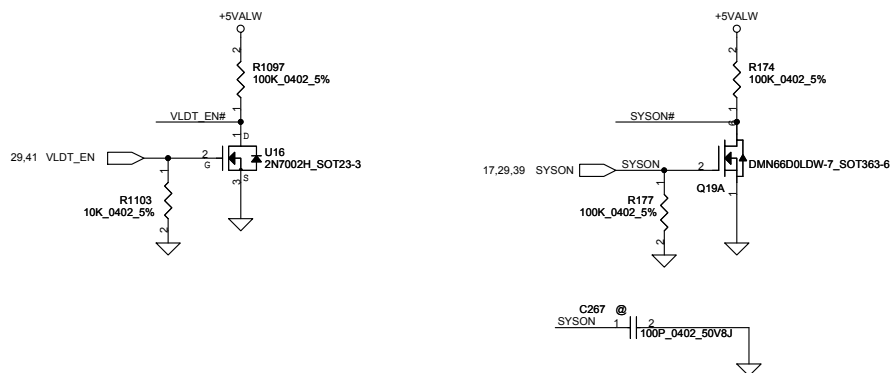 +5VALW
2
R1097
100K_0402_5%
1
VLDT_EN#
1
D
U16
2N7002H_SOT23-3
29,41 VLDT_EN
2
G
S
3
1
R1103
10K_0402_5%
2
+5VALW
2
R174
100K_0402_5%
1
SYSON#
6
DMN66D0LDW-7_SOT363-6
17,29,39 SYSON
SYSON
2
Q19A
1
1
R177
100K_0402_5%
2
C267 @
SYSON 1 2
100P_0402_50V8J